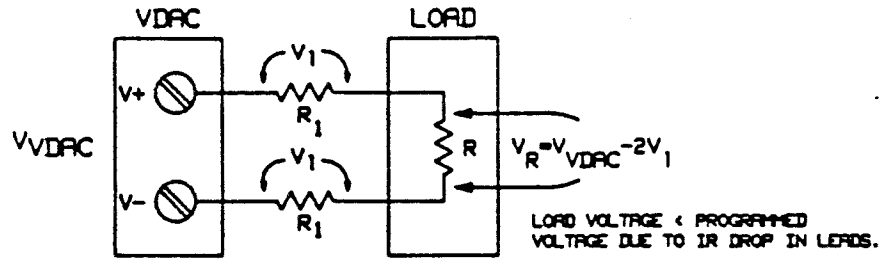 VDAC LOAD
V1
V+
R1
VVDAC
R VR=VVDAC-2V1
V1
V-
R1
LOAD VOLTAGE < PROGRAMMED
VOLTAGE DUE TO IR DROP IN LEADS.